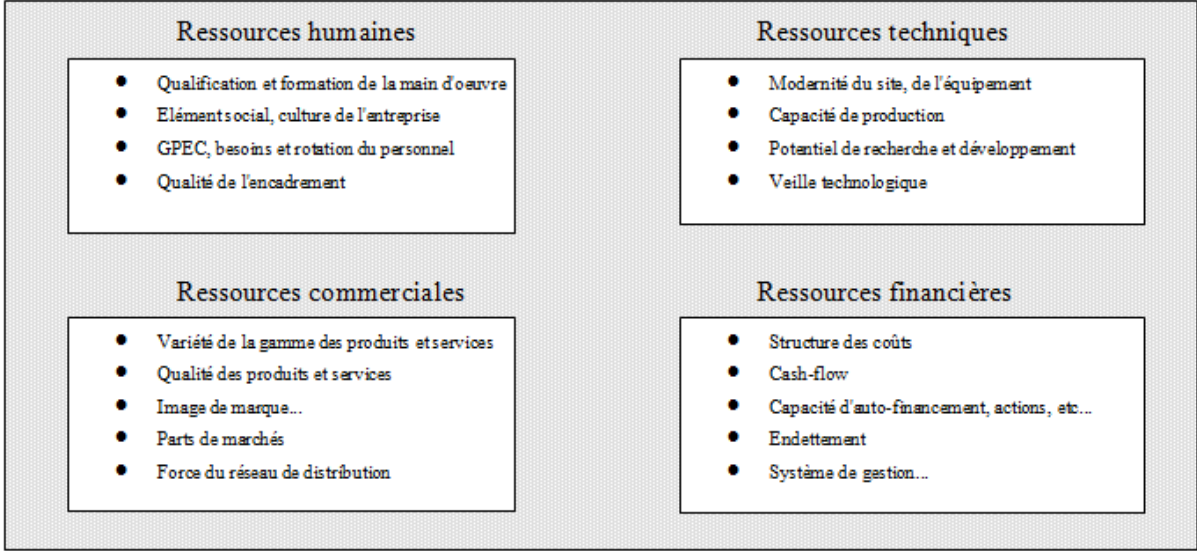 Ressources humaines
● Qualification et formation de la main d'oeuvre
● Elément social, culture de l'entreprise
● GPEC, besoins et rotation du personnel
● Qualité de l'encadrement
Ressources techniques
● Modernité du site, de l'équipement
● Capacité de production
● Potentiel de recherche et développement
● Veille technologique
Ressources commerciales
● Variété de la gamme des produits et services
● Qualité des produits et services
● Image de marque...
● Parts de marchés
● Force du réseau de distribution
Ressources financières
● Structure des coûts
● Cash-flow
● Capacité d'auto-financement, actions, etc...
● Endettement
● Système de gestion...